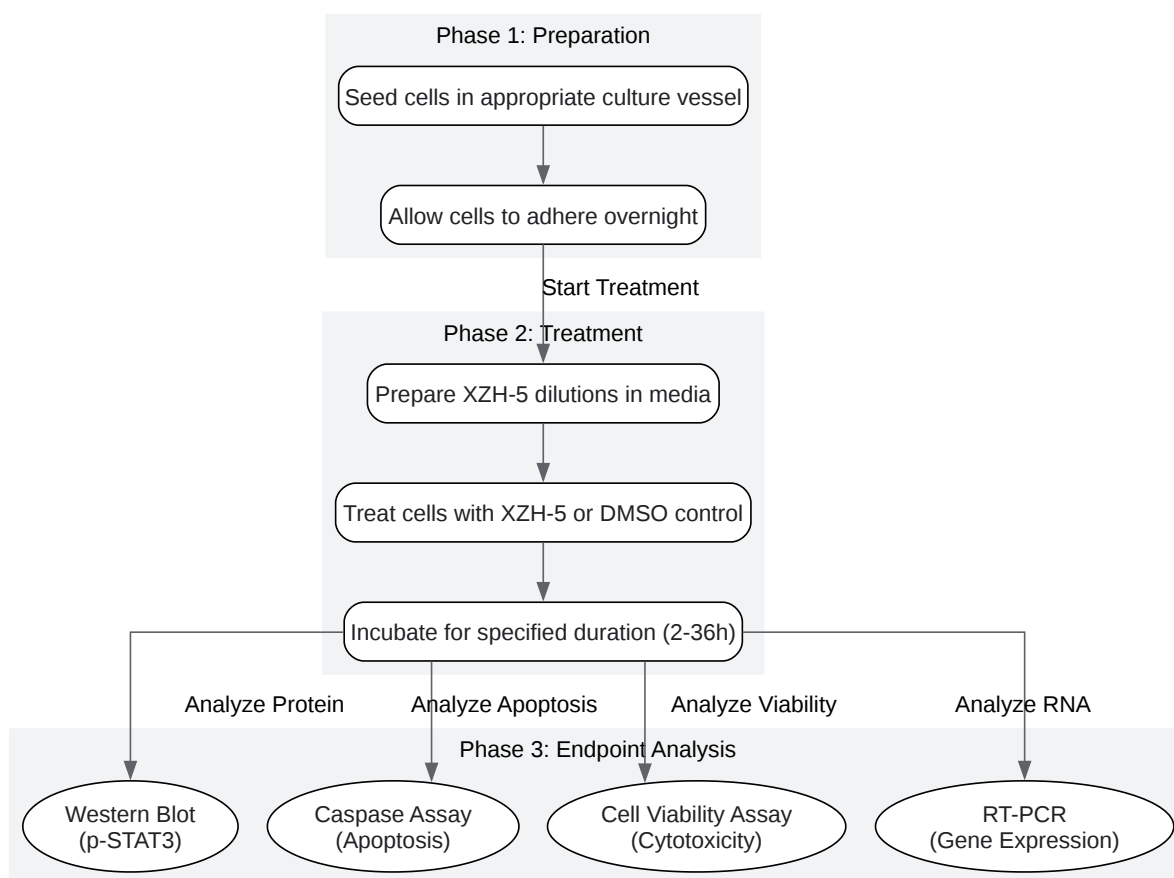 Phase 1: Preparation
Seed cells in appropriate culture vessel
Allow cells to adhere overnight
Start Treatment
Phase 2: Treatment
Prepare XZH-5 dilutions in media
Treat cells with XZH-5 or DMSO control
Incubate for specified duration (2-36h)
Analyze Protein
Analyze Apoptosis
Analyze Viability
Analyze RNA
Phase 3: Endpoint Analysis
Western Blot
(p-STAT3)
Caspase Assay
(Apoptosis)
Cell Viability Assay
(Cytotoxicity)
RT-PCR
(Gene Expression)